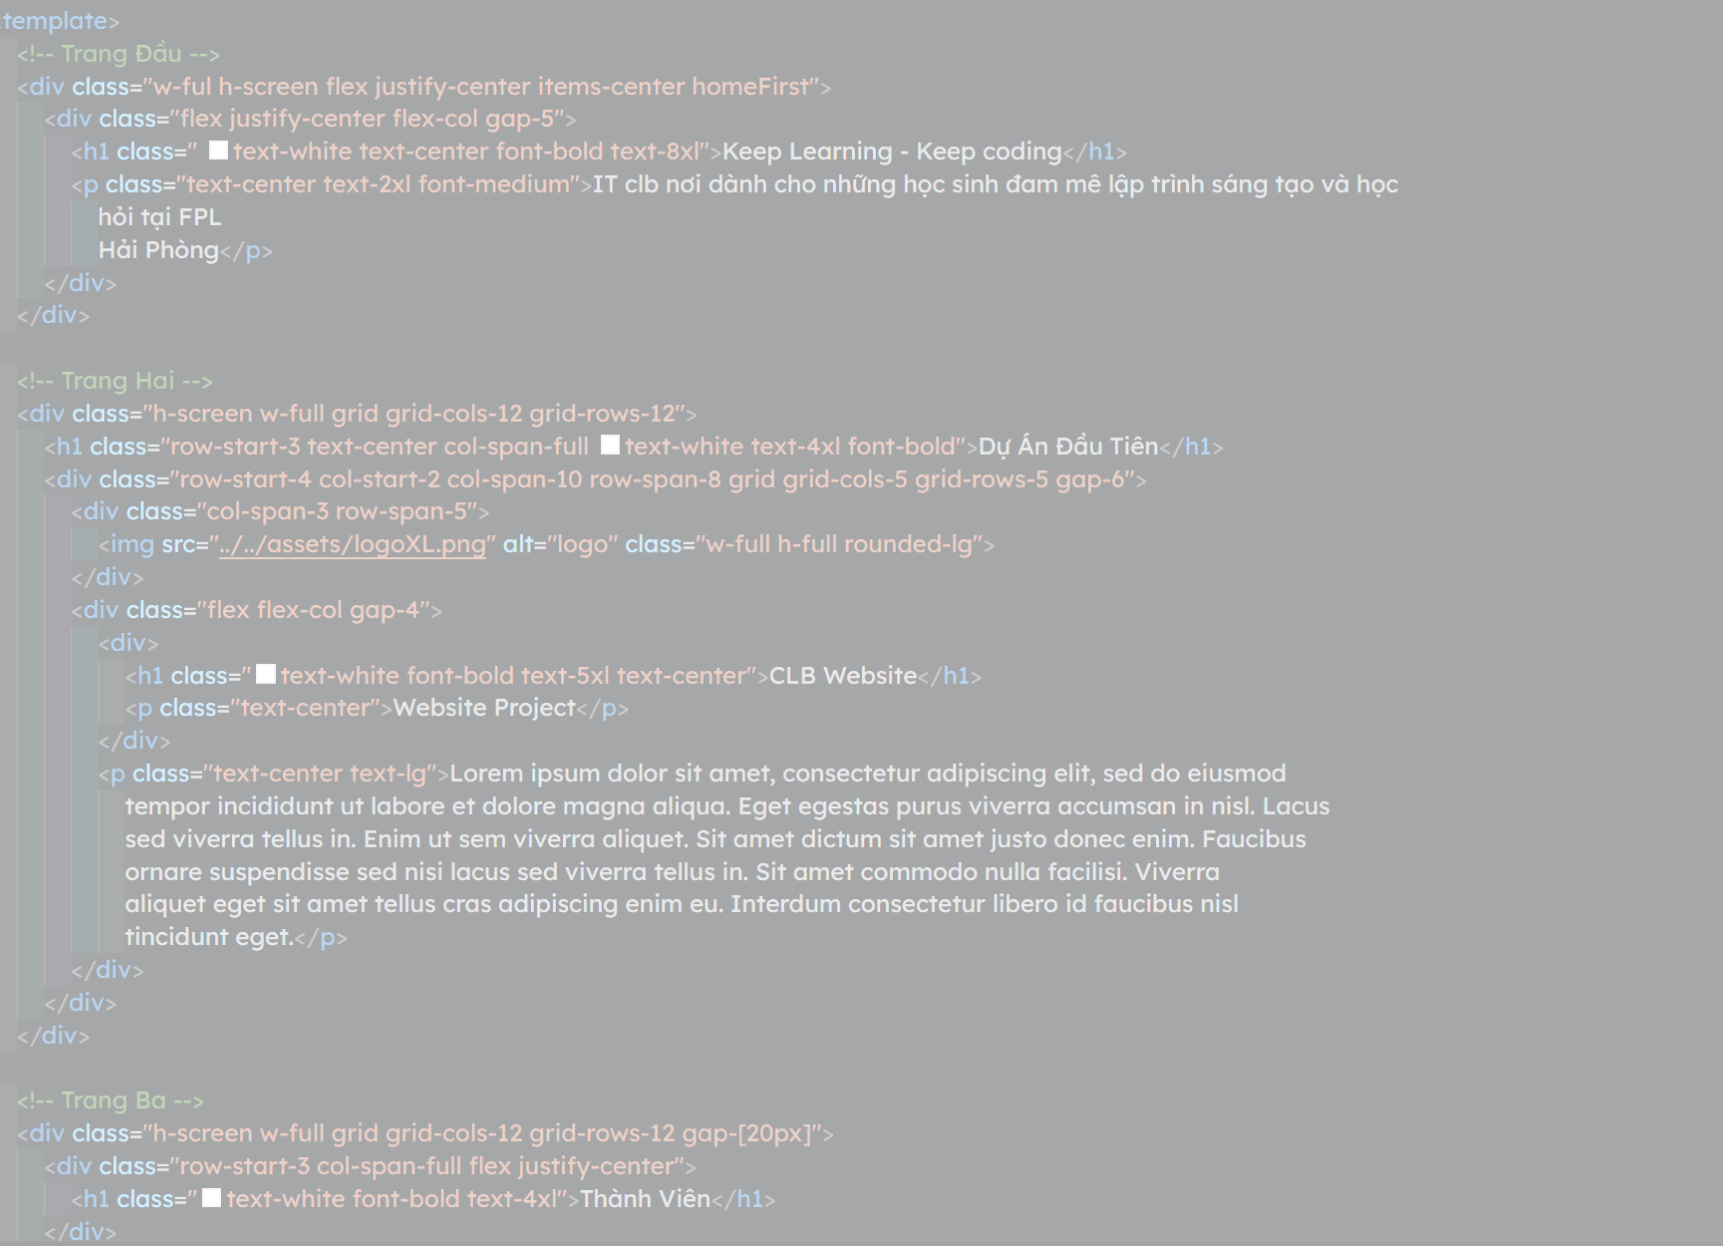 template>
<!-- Trang Đầu -->
<div class="w-ful h-screen flex justify-center items-center homeFirst">
<div class="flex justify-center flex-col gap-5">
<h1 class=" text-white text-center font-bold text-8xl">Keep Learning - Keep coding</h1>
<p class="text-center text-2xl font-medium">IT clb nơi dành cho những học sinh đam mê lập trình sáng tạo và học
hỏi tại FPL
Hải Phòng</p>
</div>
</div>
<!-- Trang Hai -->
<div class="h-screen w-full grid grid-cols-12 grid-rows-12">
<h1 class="row-start-3 text-center col-span-full text-white text-4xl font-bold">Dự Án Đầu Tiên</h1>
<div class="row-start-4 col-start-2 col-span-10 row-span-8 grid grid-cols-5 grid-rows-5 gap-6">
<div class="col-span-3 row-span-5">
<img src="../../assets/logoXL.png" alt="logo" class="w-full h-full rounded-lg">
</div>
<div class="flex flex-col gap-4">
<div>
<h1 class=" text-white font-bold text-5xl text-center">CLB Website</h1>
<p class="text-center">Website Project</p>
</div>
<p class="text-center text-lg">Lorem ipsum dolor sit amet, consectetur adipiscing elit, sed do eiusmod
tempor incididunt ut labore et dolore magna aliqua. Eget egestas purus viverra accumsan in nisl. Lacus
sed viverra tellus in. Enim ut sem viverra aliquet. Sit amet dictum sit amet justo donec enim. Faucibus
ornare suspendisse sed nisi lacus sed viverra tellus in. Sit amet commodo nulla facilisi. Viverra
aliquet eget sit amet tellus cras adipiscing enim eu. Interdum consectetur libero id faucibus nisl
tincidunt eget.</p>
</div>
</div>
</div>
<!-- Trang Ba -->
<div class="h-screen w-full grid grid-cols-12 grid-rows-12 gap-[20px]">
<div class="row-start-3 col-span-full flex justify-center">
<h1 class=" text-white font-bold text-4xl">Thành Viên</h1>
</div>